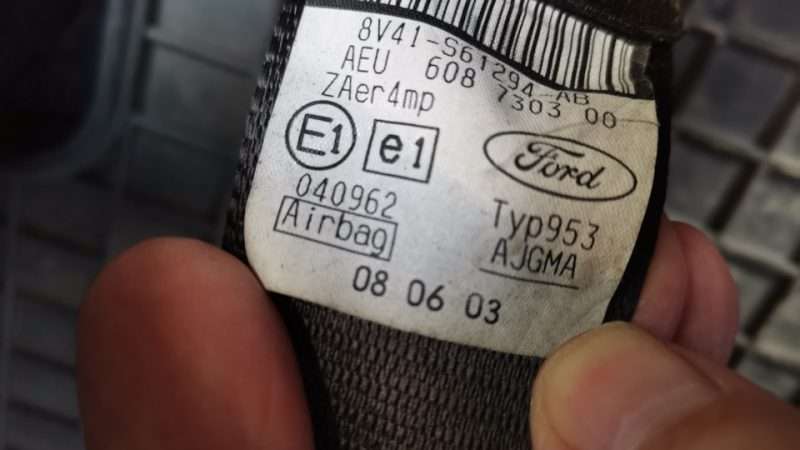 8V41-S61294-AB
AEU 608 7303 00
ZAer4mp
E1 e1 Ford
040962 Typ953
Airbag AJGMA
08 06 03